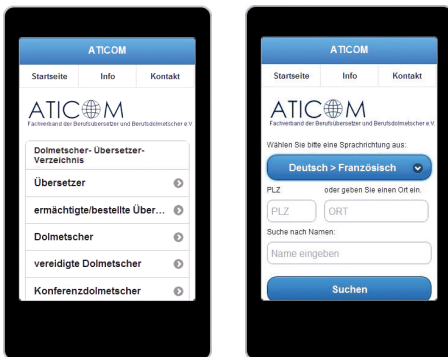 ATICOM
Startseite Info Kontakt
ATICOM
Fachverband der Berufsübersetzer und Berufsdolmetscher e.V.
Dolmetscher- Übersetzer-
Verzeichnis
Übersetzer
ermächtigte/bestellte Über...
Dolmetscher
vereidigte Dolmetscher
Konferenzdolmetscher
ATICOM
Startseite Info Kontakt
ATICOM
Fachverband der Berufsübersetzer und Berufsdolmetscher e.V.
Wählen Sie bitte eine Sprachrichtung aus:
Deutsch > Französisch
PLZ oder geben Sie einen Ort ein.
PLZ ORT
Suche nach Namen:
Name eingeben
Suchen